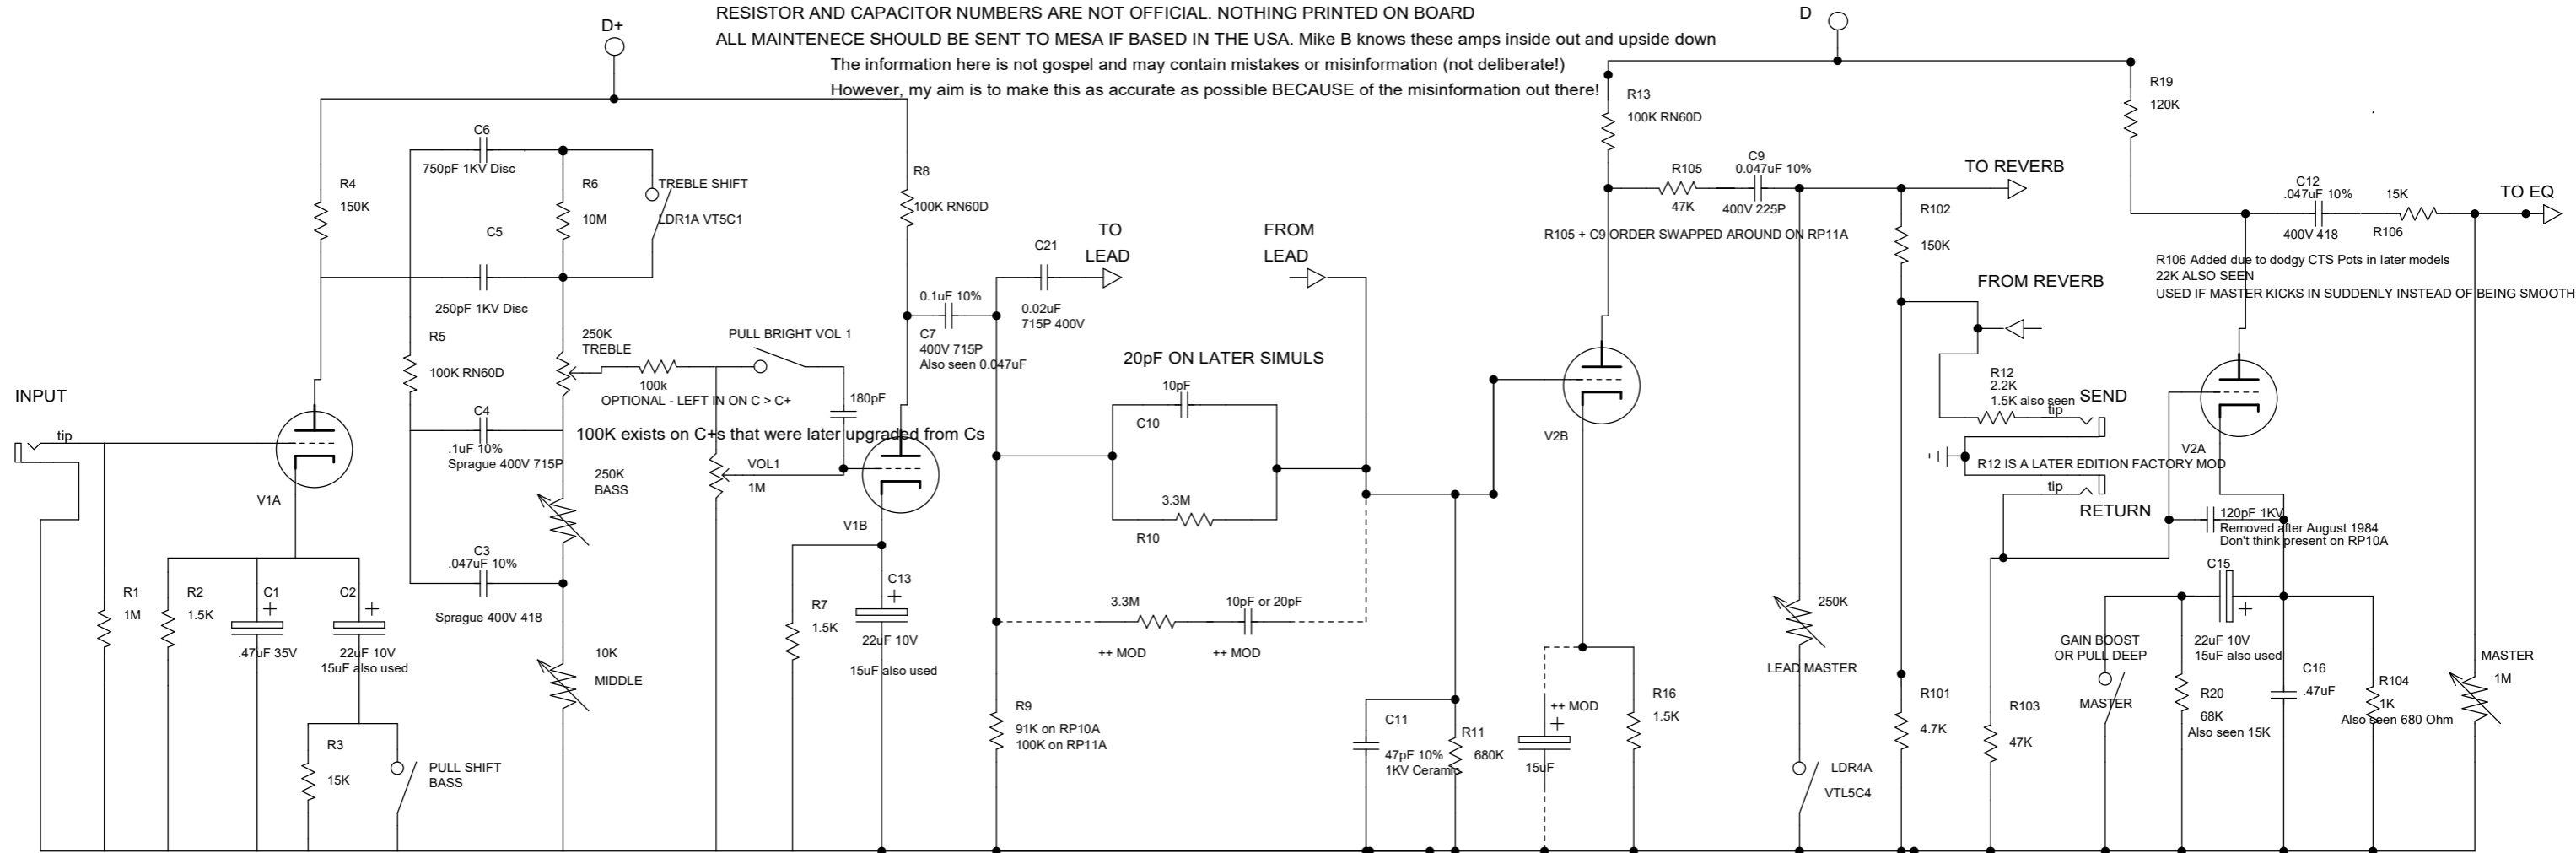 RESISTOR AND CAPACITOR NUMBERS ARE NOT OFFICIAL. NOTHING PRINTED ON BOARD
ALL MAINTENECE SHOULD BE SENT TO MESA IF BASED IN THE USA. Mike B knows these amps inside out and upside down
The information here is not gospel and may contain mistakes or misinformation (not deliberate!)
However, my aim is to make this as accurate as possible BECAUSE of the misinformation out there!
D+
D
INPUT
tip
V1A
R1
1M
R2
1.5K
C1
+
.47uF 35V
C2
+
22uF 10V
15uF also used
R3
15K
PULL SHIFT
BASS
R4
150K
C6
750pF 1KV Disc
R6
10M
TREBLE SHIFT
LDR1A VT5C1
C5
250pF 1KV Disc
R5
100K RN60D
250K
TREBLE
C4
.1uF 10%
Sprague 400V 715P
250K
BASS
C3
.047uF 10%
Sprague 400V 418
10K
MIDDLE
100k
OPTIONAL - LEFT IN ON C > C+
100K exists on C+s that were later upgraded from Cs
PULL BRIGHT VOL 1
180pF
VOL1
1M
V1B
R8
100K RN60D
R7
1.5K
C13
+
22uF 10V
15uF also used
0.1uF 10%
C7
400V 715P
Also seen 0.047uF
C21
0.02uF
715P 400V
TO
LEAD
FROM
LEAD
20pF ON LATER SIMULS
10pF
C10
3.3M
R10
3.3M
++ MOD
10pF or 20pF
++ MOD
R9
91K on RP10A
100K on RP11A
C11
47pF 10%
1KV Ceramic
R11
680K
R13
100K RN60D
V2B
++ MOD
+
15uF
R16
1.5K
R105
47K
C9
0.047uF 10%
400V 225P
R105 + C9 ORDER SWAPPED AROUND ON RP11A
TO REVERB
R102
150K
250K
LEAD MASTER
LDR4A
VTL5C4
R101
4.7K
FROM REVERB
R12
2.2K
1.5K also seen
SEND
tip
R12 IS A LATER EDITION FACTORY MOD
tip
RETURN
R103
47K
R19
120K
C12
.047uF 10%
400V 418
15K
R106
TO EQ
R106 Added due to dodgy CTS Pots in later models
22K ALSO SEEN
USED IF MASTER KICKS IN SUDDENLY INSTEAD OF BEING SMOOTH
V2A
120pF 1KV
Removed after August 1984
Don't think present on RP10A
C15
+
22uF 10V
15uF also used
GAIN BOOST
OR PULL DEEP
MASTER
R20
68K
Also seen 15K
C16
.47uF
R104
1K
Also seen 680 Ohm
MASTER
1M